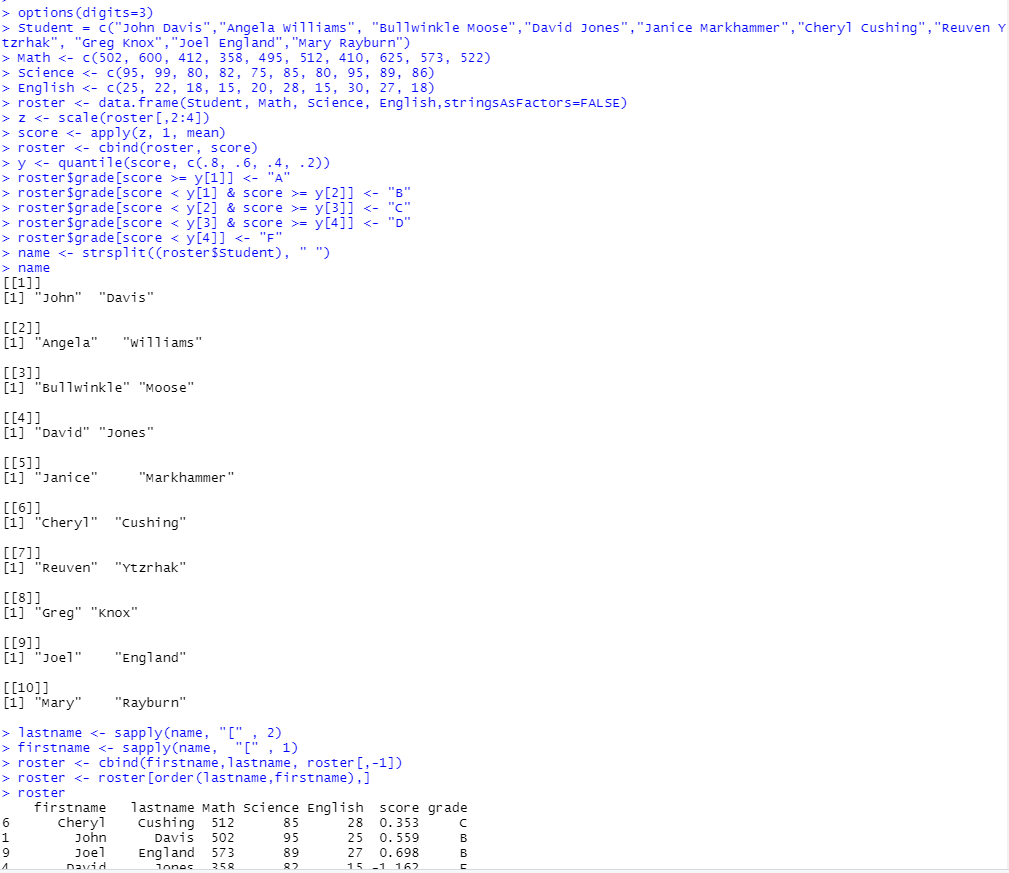 > options(digits=3)
> Student = c("John Davis","Angela Williams", "Bullwinkle Moose","David Jones","Janice Markhammer","Cheryl Cushing","Reuven Y
tzrhak", "Greg Knox","Joel England","Mary Rayburn")
> Math <- c(502, 600, 412, 358, 495, 512, 410, 625, 573, 522)
> Science <- c(95, 99, 80, 82, 75, 85, 80, 95, 89, 86)
> English <- c(25, 22, 18, 15, 20, 28, 15, 30, 27, 18)
> roster <- data.frame(Student, Math, Science, English,stringsAsFactors=FALSE)
> z <- scale(roster[,2:4])
> score <- apply(z, 1, mean)
> roster <- cbind(roster, score)
> y <- quantile(score, c(.8, .6, .4, .2))
> roster$grade[score >= y[1]] <- "A"
> roster$grade[score < y[1] & score >= y[2]] <- "B"
> roster$grade[score < y[2] & score >= y[3]] <- "C"
> roster$grade[score < y[3] & score >= y[4]] <- "D"
> roster$grade[score < y[4]] <- "F"
> name <- strsplit((roster$Student), " ")
> name
[[1]]
[1] "John"  "Davis"
[[2]]
[1] "Angela"   "Williams"
[[3]]
[1] "Bullwinkle" "Moose"
[[4]]
[1] "David" "Jones"
[[5]]
[1] "Janice"     "Markhammer"
[[6]]
[1] "Cheryl"  "Cushing"
[[7]]
[1] "Reuven"  "Ytzrhak"
[[8]]
[1] "Greg" "Knox"
[[9]]
[1] "Joel"    "England"
[[10]]
[1] "Mary"    "Rayburn"
> lastname <- sapply(name, "[" , 2)
> firstname <- sapply(name,  "[" , 1)
> roster <- cbind(firstname,lastname, roster[,-1])
> roster <- roster[order(lastname,firstname),]
> roster
    firstname   lastname Math Science English  score grade
6      Cheryl    Cushing  512      85      28  0.353     C
1        John      Davis  502      95      25  0.559     B
9        Joel    England  573      89      27  0.698     B
4       David      Jones  358      82      15 -1.162     F